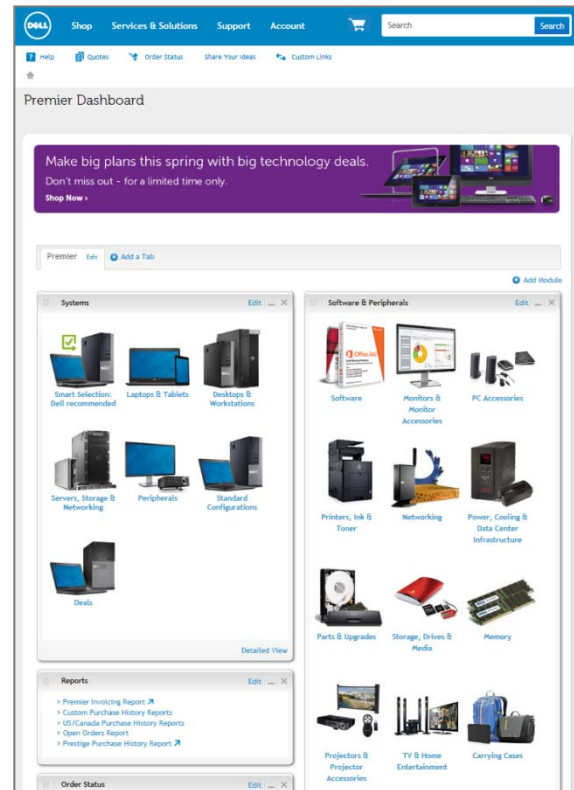 DELL
Shop Services & Solutions Support Account
Search Search
? Help Quotes Order Status Share Your Ideas Custom Links
Premier Dashboard
Make big plans this spring with big technology deals.
Don't miss out - for a limited time only.
Shop Now ›
Premier Edit Add a Tab
Add Module
Systems Edit
Smart Selection:
Dell recommended
Laptops & Tablets
Desktops &
Workstations
Servers, Storage &
Networking
Peripherals
Standard
Configurations
Deals
Detailed View
Reports Edit
> Premier Invoicing Report
> Custom Purchase History Reports
> US/Canada Purchase History Reports
> Open Orders Report
> Prestige Purchase History Report
Order Status Edit
Software & Peripherals Edit
Office 365
Software
Monitors &
Monitor
Accessories
PC Accessories
Printers, Ink &
Toner
Networking
Power, Cooling &
Data Center
Infrastructure
Parts & Upgrades
Storage, Drives &
Media
Memory
Projectors &
Projector
Accessories
TV & Home
Entertainment
Carrying Cases